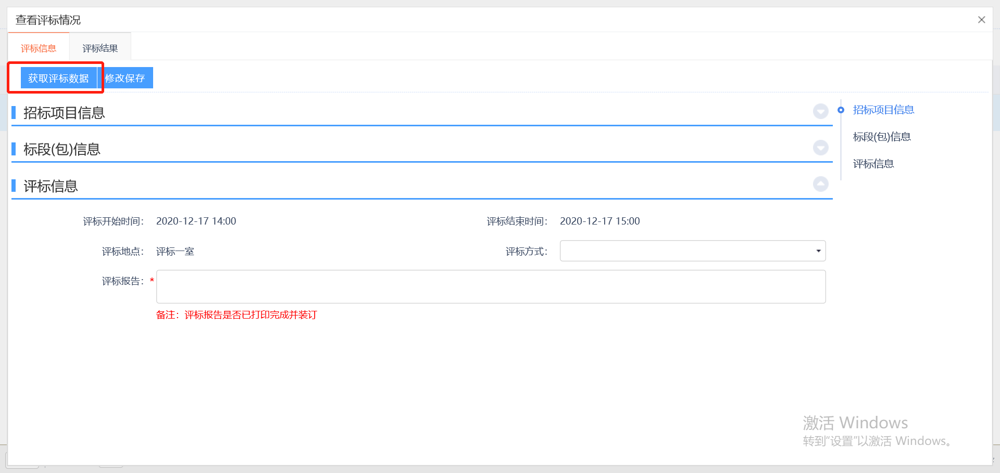 查看评标情况
评标信息 评标结果
获取评标数据 修改保存
招标项目信息
标段(包)信息
评标信息
招标项目信息
标段(包)信息
评标信息
评标开始时间： 2020-12-17 14:00 评标结束时间： 2020-12-17 15:00
评标地点： 评标一室 评标方式：
评标报告： *
备注：评标报告是否已打印完成并装订
激活 Windows
转到“设置”以激活 Windows。